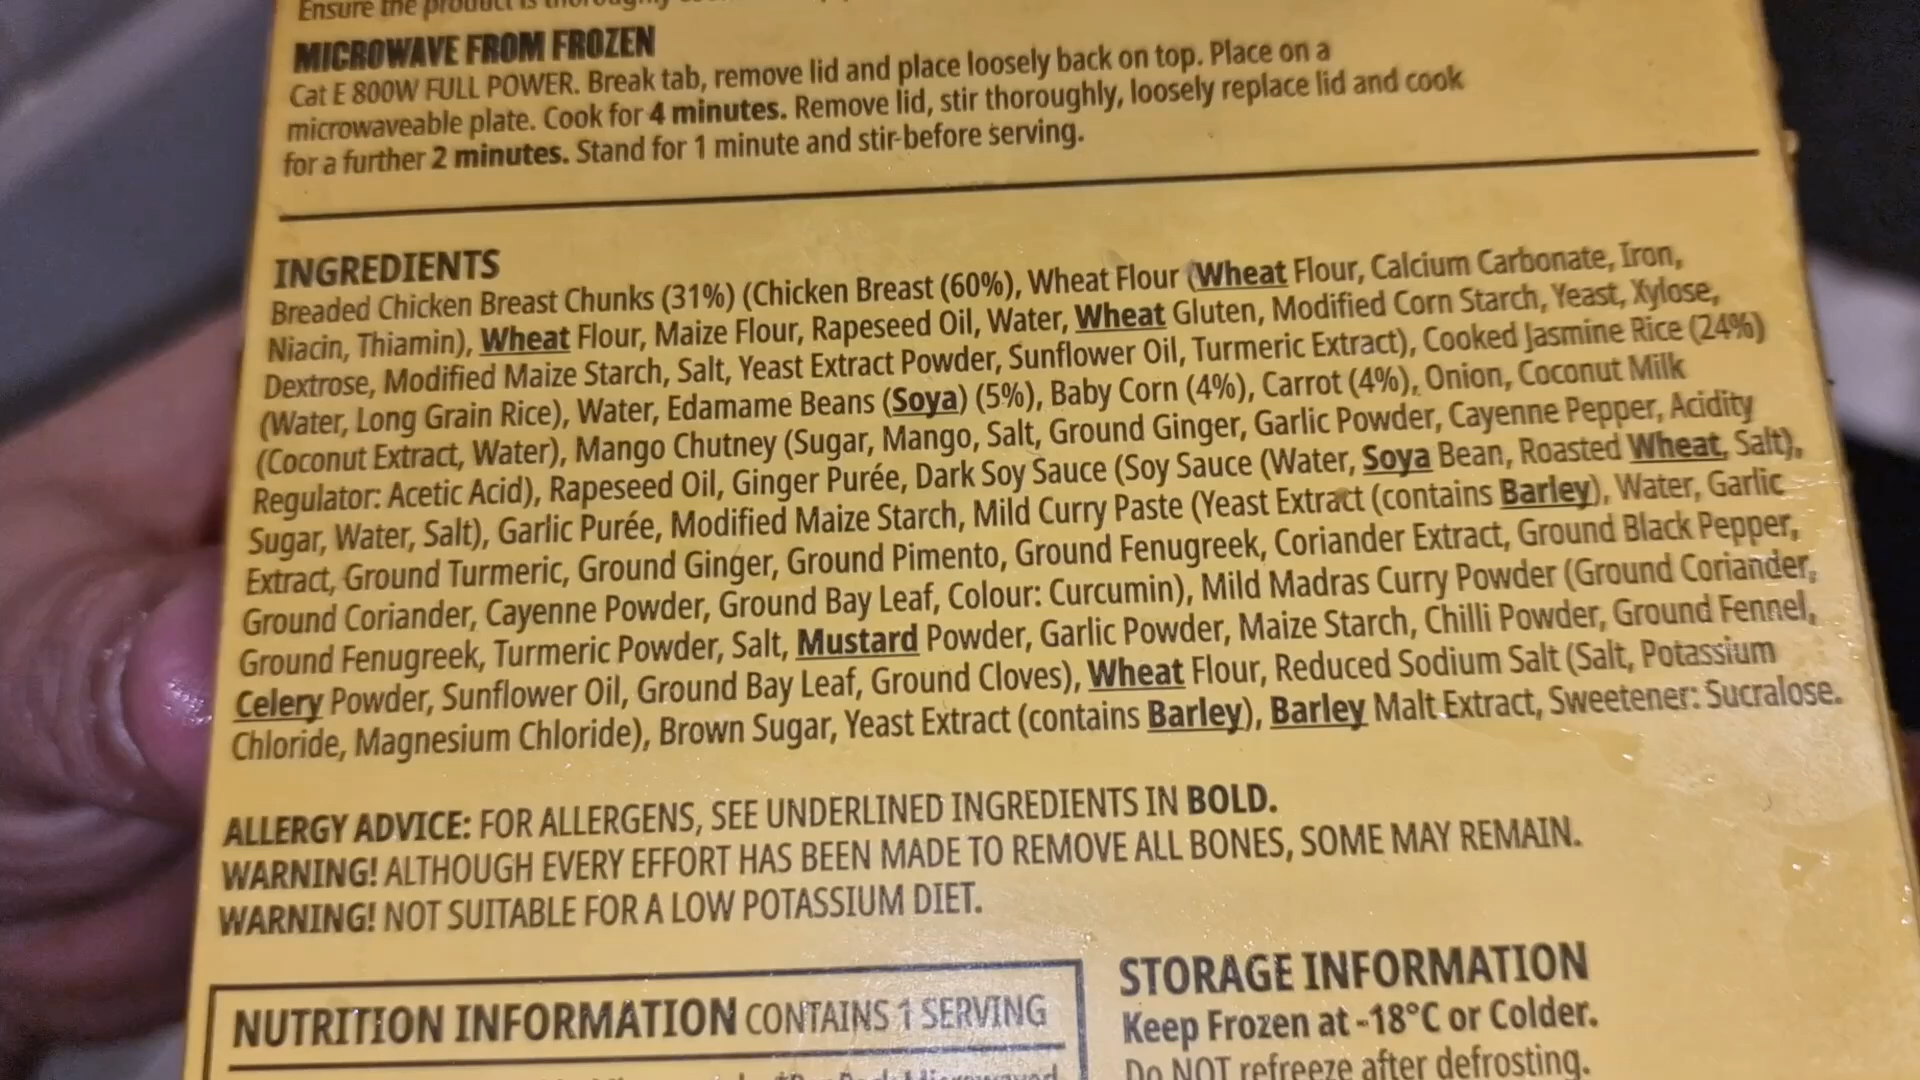 Ensure the product is thoroughly
MICROWAVE FROM FROZEN
Cat E 800W FULL POWER. Break tab, remove lid and place loosely back on top. Place on a
microwaveable plate. Cook for 4 minutes. Remove lid, stir thoroughly, loosely replace lid and cook
for a further 2 minutes. Stand for 1 minute and stir before serving.
INGREDIENTS
Breaded Chicken Breast Chunks (31%) (Chicken Breast (60%), Wheat Flour (Wheat Flour, Calcium Carbonate, Iron,
Niacin, Thiamin), Wheat Flour, Maize Flour, Rapeseed Oil, Water, Wheat Gluten, Modified Corn Starch, Yeast, Xylose,
Dextrose, Modified Maize Starch, Salt, Yeast Extract Powder, Sunflower Oil, Turmeric Extract), Cooked Jasmine Rice (24%)
(Water, Long Grain Rice), Water, Edamame Beans (Soya) (5%), Baby Corn (4%), Carrot (4%), Onion, Coconut Milk
(Coconut Extract, Water), Mango Chutney (Sugar, Mango, Salt, Ground Ginger, Garlic Powder, Cayenne Pepper, Acidity
Regulator: Acetic Acid), Rapeseed Oil, Ginger Purée, Dark Soy Sauce (Soy Sauce (Water, Soya Bean, Roasted Wheat, Salt),
Sugar, Water, Salt), Garlic Purée, Modified Maize Starch, Mild Curry Paste (Yeast Extract (contains Barley), Water, Garlic
Extract, Ground Turmeric, Ground Ginger, Ground Pimento, Ground Fenugreek, Coriander Extract, Ground Black Pepper,
Ground Coriander, Cayenne Powder, Ground Bay Leaf, Colour: Curcumin), Mild Madras Curry Powder (Ground Coriander,
Ground Fenugreek, Turmeric Powder, Salt, Mustard Powder, Garlic Powder, Maize Starch, Chilli Powder, Ground Fennel,
Celery Powder, Sunflower Oil, Ground Bay Leaf, Ground Cloves), Wheat Flour, Reduced Sodium Salt (Salt, Potassium
Chloride, Magnesium Chloride), Brown Sugar, Yeast Extract (contains Barley), Barley Malt Extract, Sweetener: Sucralose.
ALLERGY ADVICE: FOR ALLERGENS, SEE UNDERLINED INGREDIENTS IN BOLD.
WARNING! ALTHOUGH EVERY EFFORT HAS BEEN MADE TO REMOVE ALL BONES, SOME MAY REMAIN.
WARNING! NOT SUITABLE FOR A LOW POTASSIUM DIET.
NUTRITION INFORMATION CONTAINS 1 SERVING
STORAGE INFORMATION
Keep Frozen at -18°C or Colder.
Do NOT refreeze after defrosting.